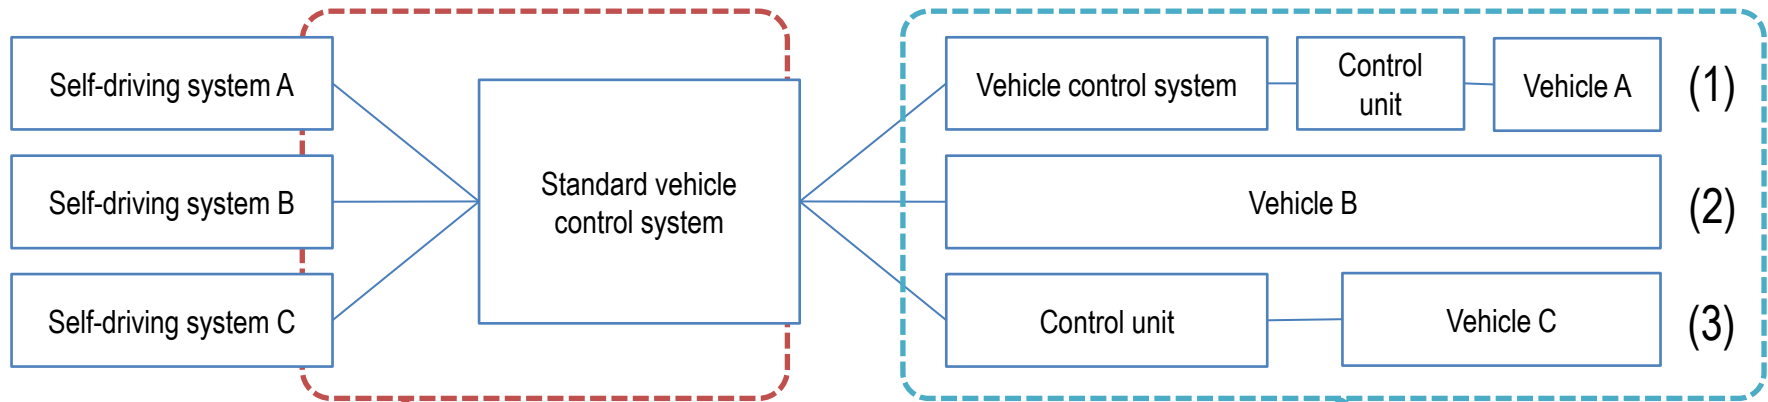 Self-driving system A
Self-driving system B
Self-driving system C
Standard vehicle
control system
Vehicle control system
Control
unit
Vehicle A
(1)
Vehicle B
(2)
Control unit
Vehicle C
(3)